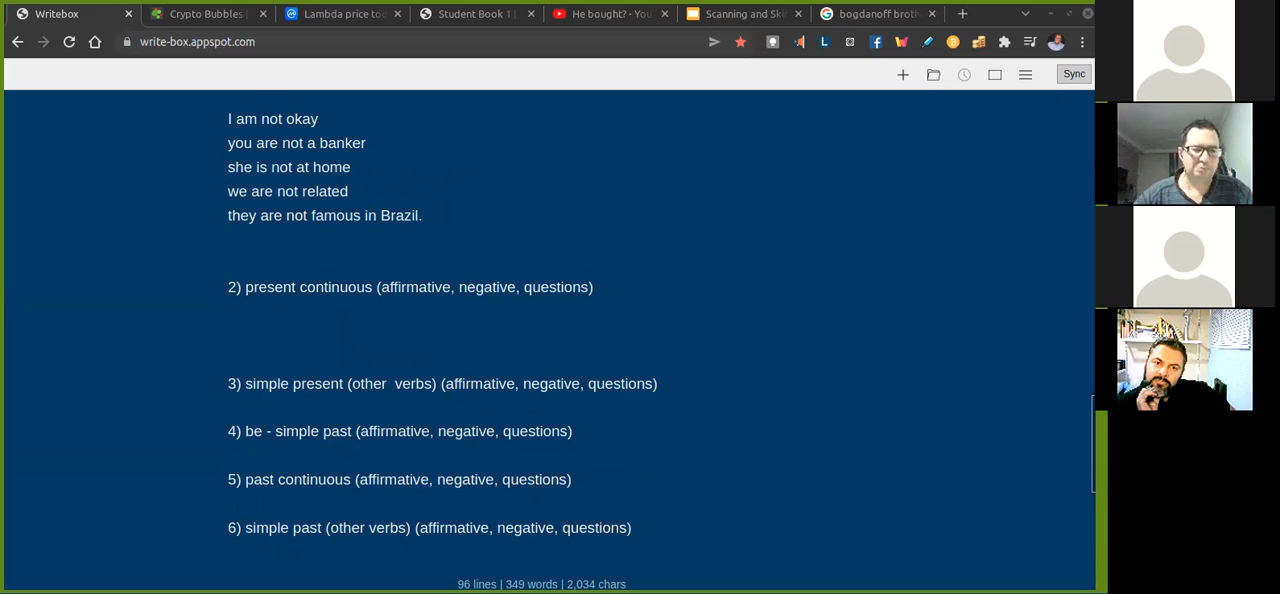 Writebox
Crypto Bubbles
Lambda price to
Student Book 1
He bought? - You
Scanning and Ski
bogdanoff broth
write-box.appspot.com
Sync
I am not okay
you are not a banker
she is not at home
we are not related
they are not famous in Brazil.
2) present continuous (affirmative, negative, questions)
3) simple present (other  verbs) (affirmative, negative, questions)
4) be - simple past (affirmative, negative, questions)
5) past continuous (affirmative, negative, questions)
6) simple past (other verbs) (affirmative, negative, questions)
96 lines | 349 words | 2,034 chars